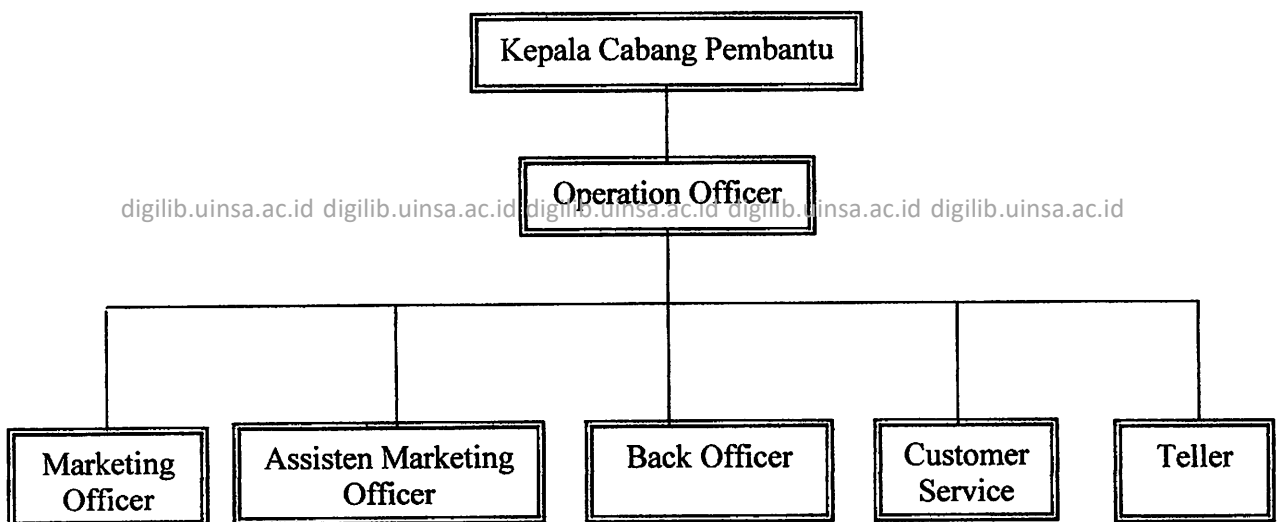 Kepala Cabang Pembantu
Operation Officer
digilib.uinsa.ac.id digilib.uinsa.ac.id digilib.uinsa.ac.id digilib.uinsa.ac.id digilib.uinsa.ac.id
Marketing
Officer
Assisten Marketing
Officer
Back Officer
Customer
Service
Teller